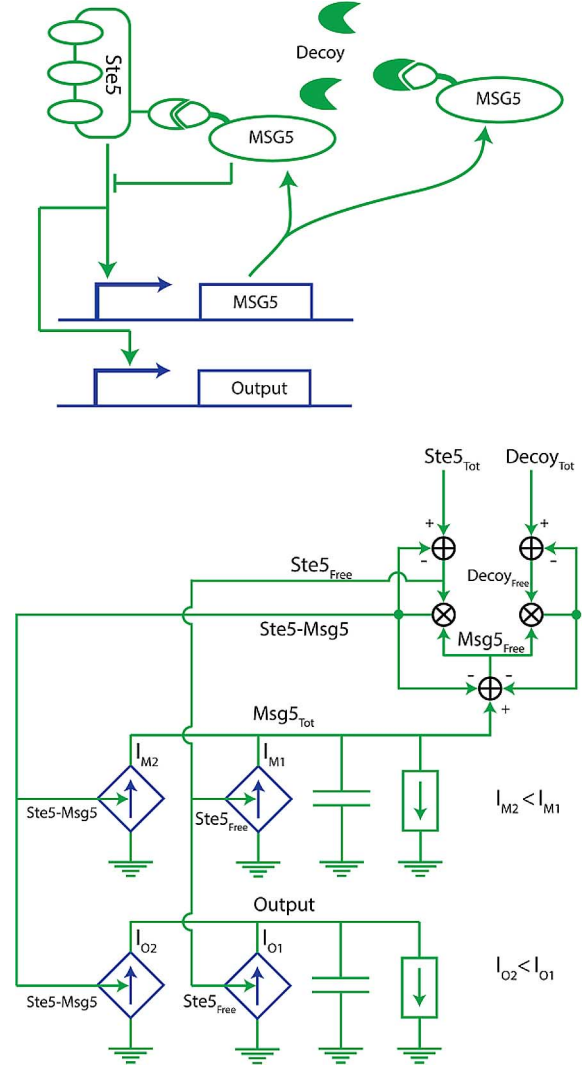 Ste5
Decoy
MSG5
MSG5
MSG5
Output
Ste5Tot
DecoyTot
+
+
-
-
Ste5Free
DecoyFree
Ste5-Msg5
Msg5Free
-
-
+
Msg5Tot
IM2
IM1
Ste5-Msg5
Ste5Free
IM2 < IM1
Output
IO2
IO1
Ste5-Msg5
Ste5Free
IO2 < IO1